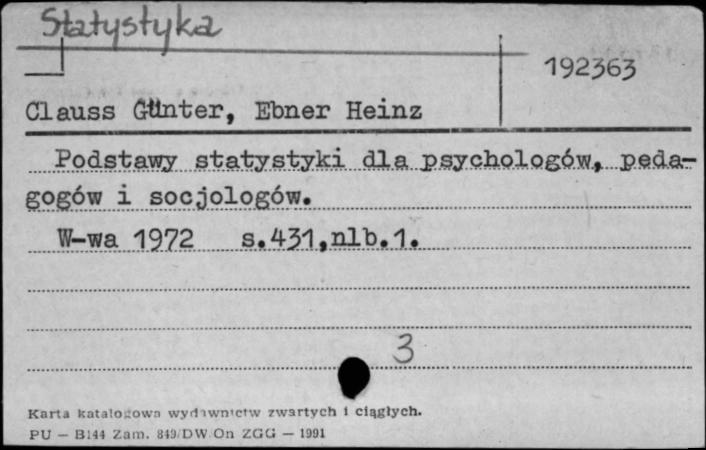 Statystyka
192363
Clauss Günter, Ebner Heinz
Podstawy statystyki dla psychologów, peda-
gogów i socjologów.
W-wa 1972 s.431,nlb.1.
3
Karta katalogowa wydawnictw zwartych i ciągłych.
PU — B144 Zam. 849/DW/On ZGG — 1991